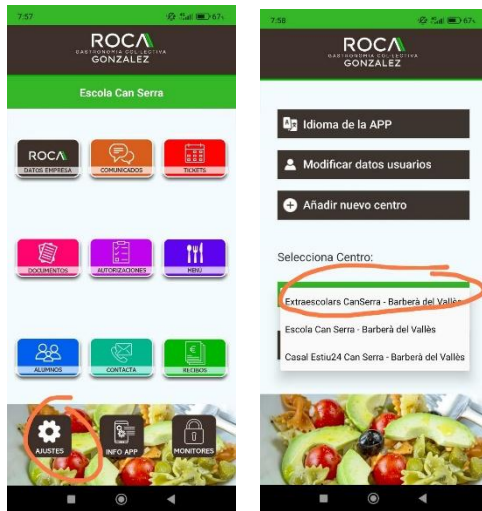 7:57
67%
ROCA
GASTRONOMIA COL·LECTIVA
GONZALEZ
Escola Can Serra
ROCA
DATOS EMPRESA
COMUNICADOS
TICKETS
DOCUMENTOS
AUTORIZACIONES
MENÚ
ALUMNOS
CONTACTA
RECIBOS
AJUSTES
INFO APP
MONITORES
7:58
67%
ROCA
GASTRONOMIA COL·LECTIVA
GONZALEZ
Idioma de la APP
Modificar datos usuarios
Añadir nuevo centro
Selecciona Centro:
Extraescolars CanSerra - Barberà del Vallès
Escola Can Serra - Barberà del Vallès
Casal Estiu24 Can Serra - Barberà del Vallès